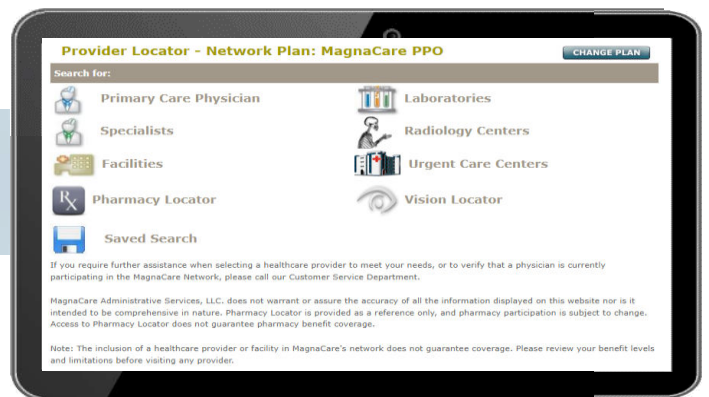 Provider Locator - Network Plan: MagnaCare PPO
CHANGE PLAN
Search for:
Primary Care Physician
Laboratories
Specialists
Radiology Centers
Facilities
Urgent Care Centers
Rx
Pharmacy Locator
Vision Locator
Saved Search
If you require further assistance when selecting a healthcare provider to meet your needs, or to verify that a physician is currently
participating in the MagnaCare Network, please call our Customer Service Department.
MagnaCare Administrative Services, LLC. does not warrant or assure the accuracy of all the information displayed on this website nor is it
intended to be comprehensive in nature. Pharmacy Locator is provided as a reference only, and pharmacy participation is subject to change.
Access to Pharmacy Locator does not guarantee pharmacy benefit coverage.
Note: The inclusion of a healthcare provider or facility in MagnaCare's network does not guarantee coverage. Please review your benefit levels
and limitations before visiting any provider.